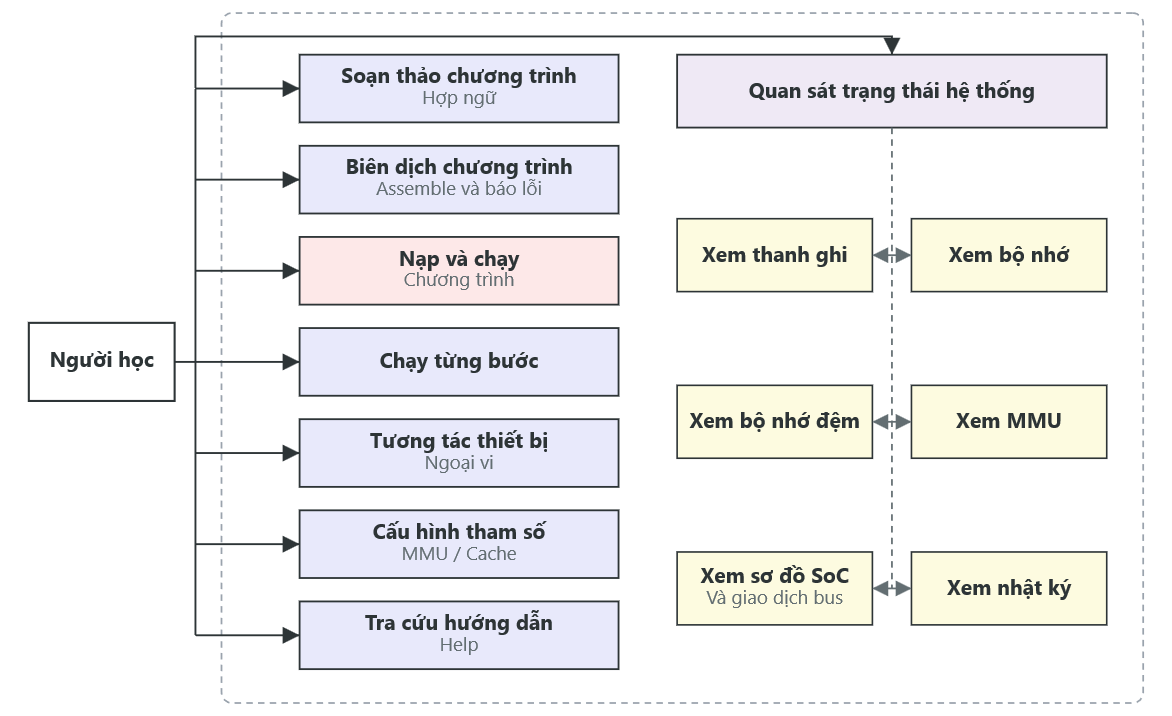 Người học
Soạn thảo chương trình
Hợp ngữ
Biên dịch chương trình
Assemble và báo lỗi
Nạp và chạy
Chương trình
Chạy từng bước
Tương tác thiết bị
Ngoại vi
Cấu hình tham số
MMU / Cache
Tra cứu hướng dẫn
Help
Quan sát trạng thái hệ thống
Xem thanh ghi
Xem bộ nhớ
Xem bộ nhớ đệm
Xem MMU
Xem sơ đồ SoC
Và giao dịch bus
Xem nhật ký